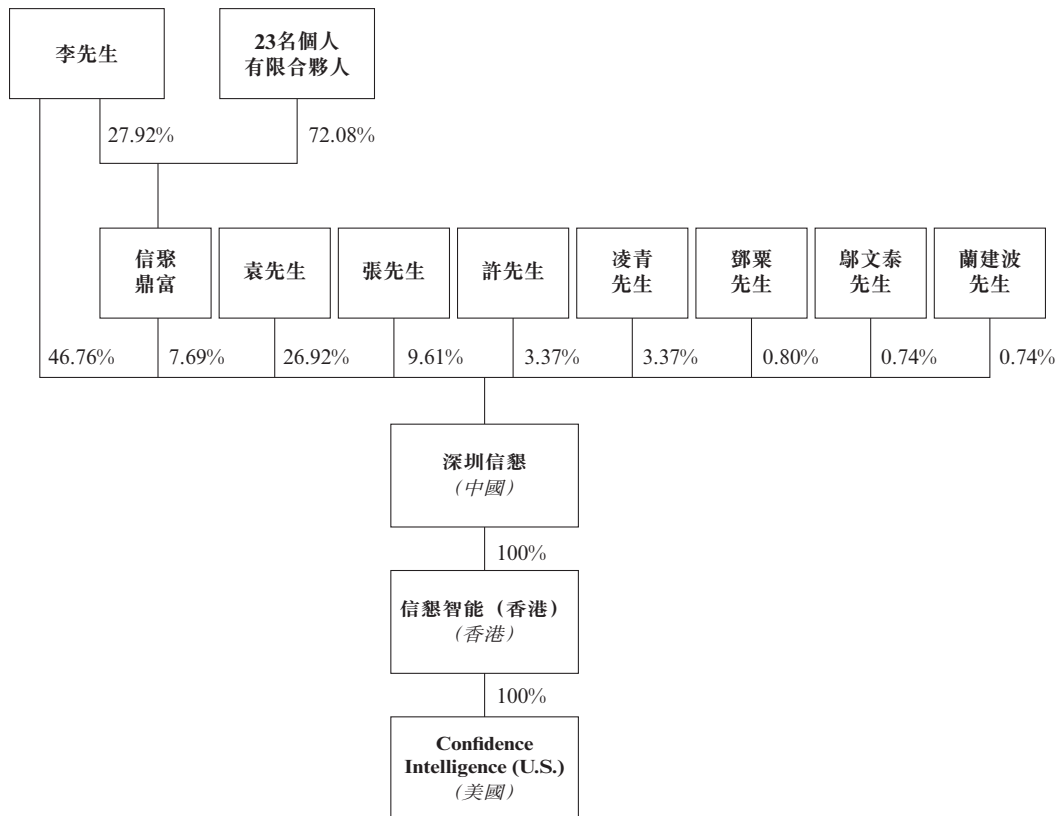 李先生
23名個人
有限合夥人
27.92%
72.08%
信聚
鼎富
袁先生
張先生
許先生
凌青
先生
鄧粟
先生
鄔文泰
先生
蘭建波
先生
46.76%
7.69%
26.92%
9.61%
3.37%
3.37%
0.80%
0.74%
0.74%
深圳信懇
（中國）
100%
信懇智能（香港）
（香港）
100%
Confidence
Intelligence (U.S.)
（美國）